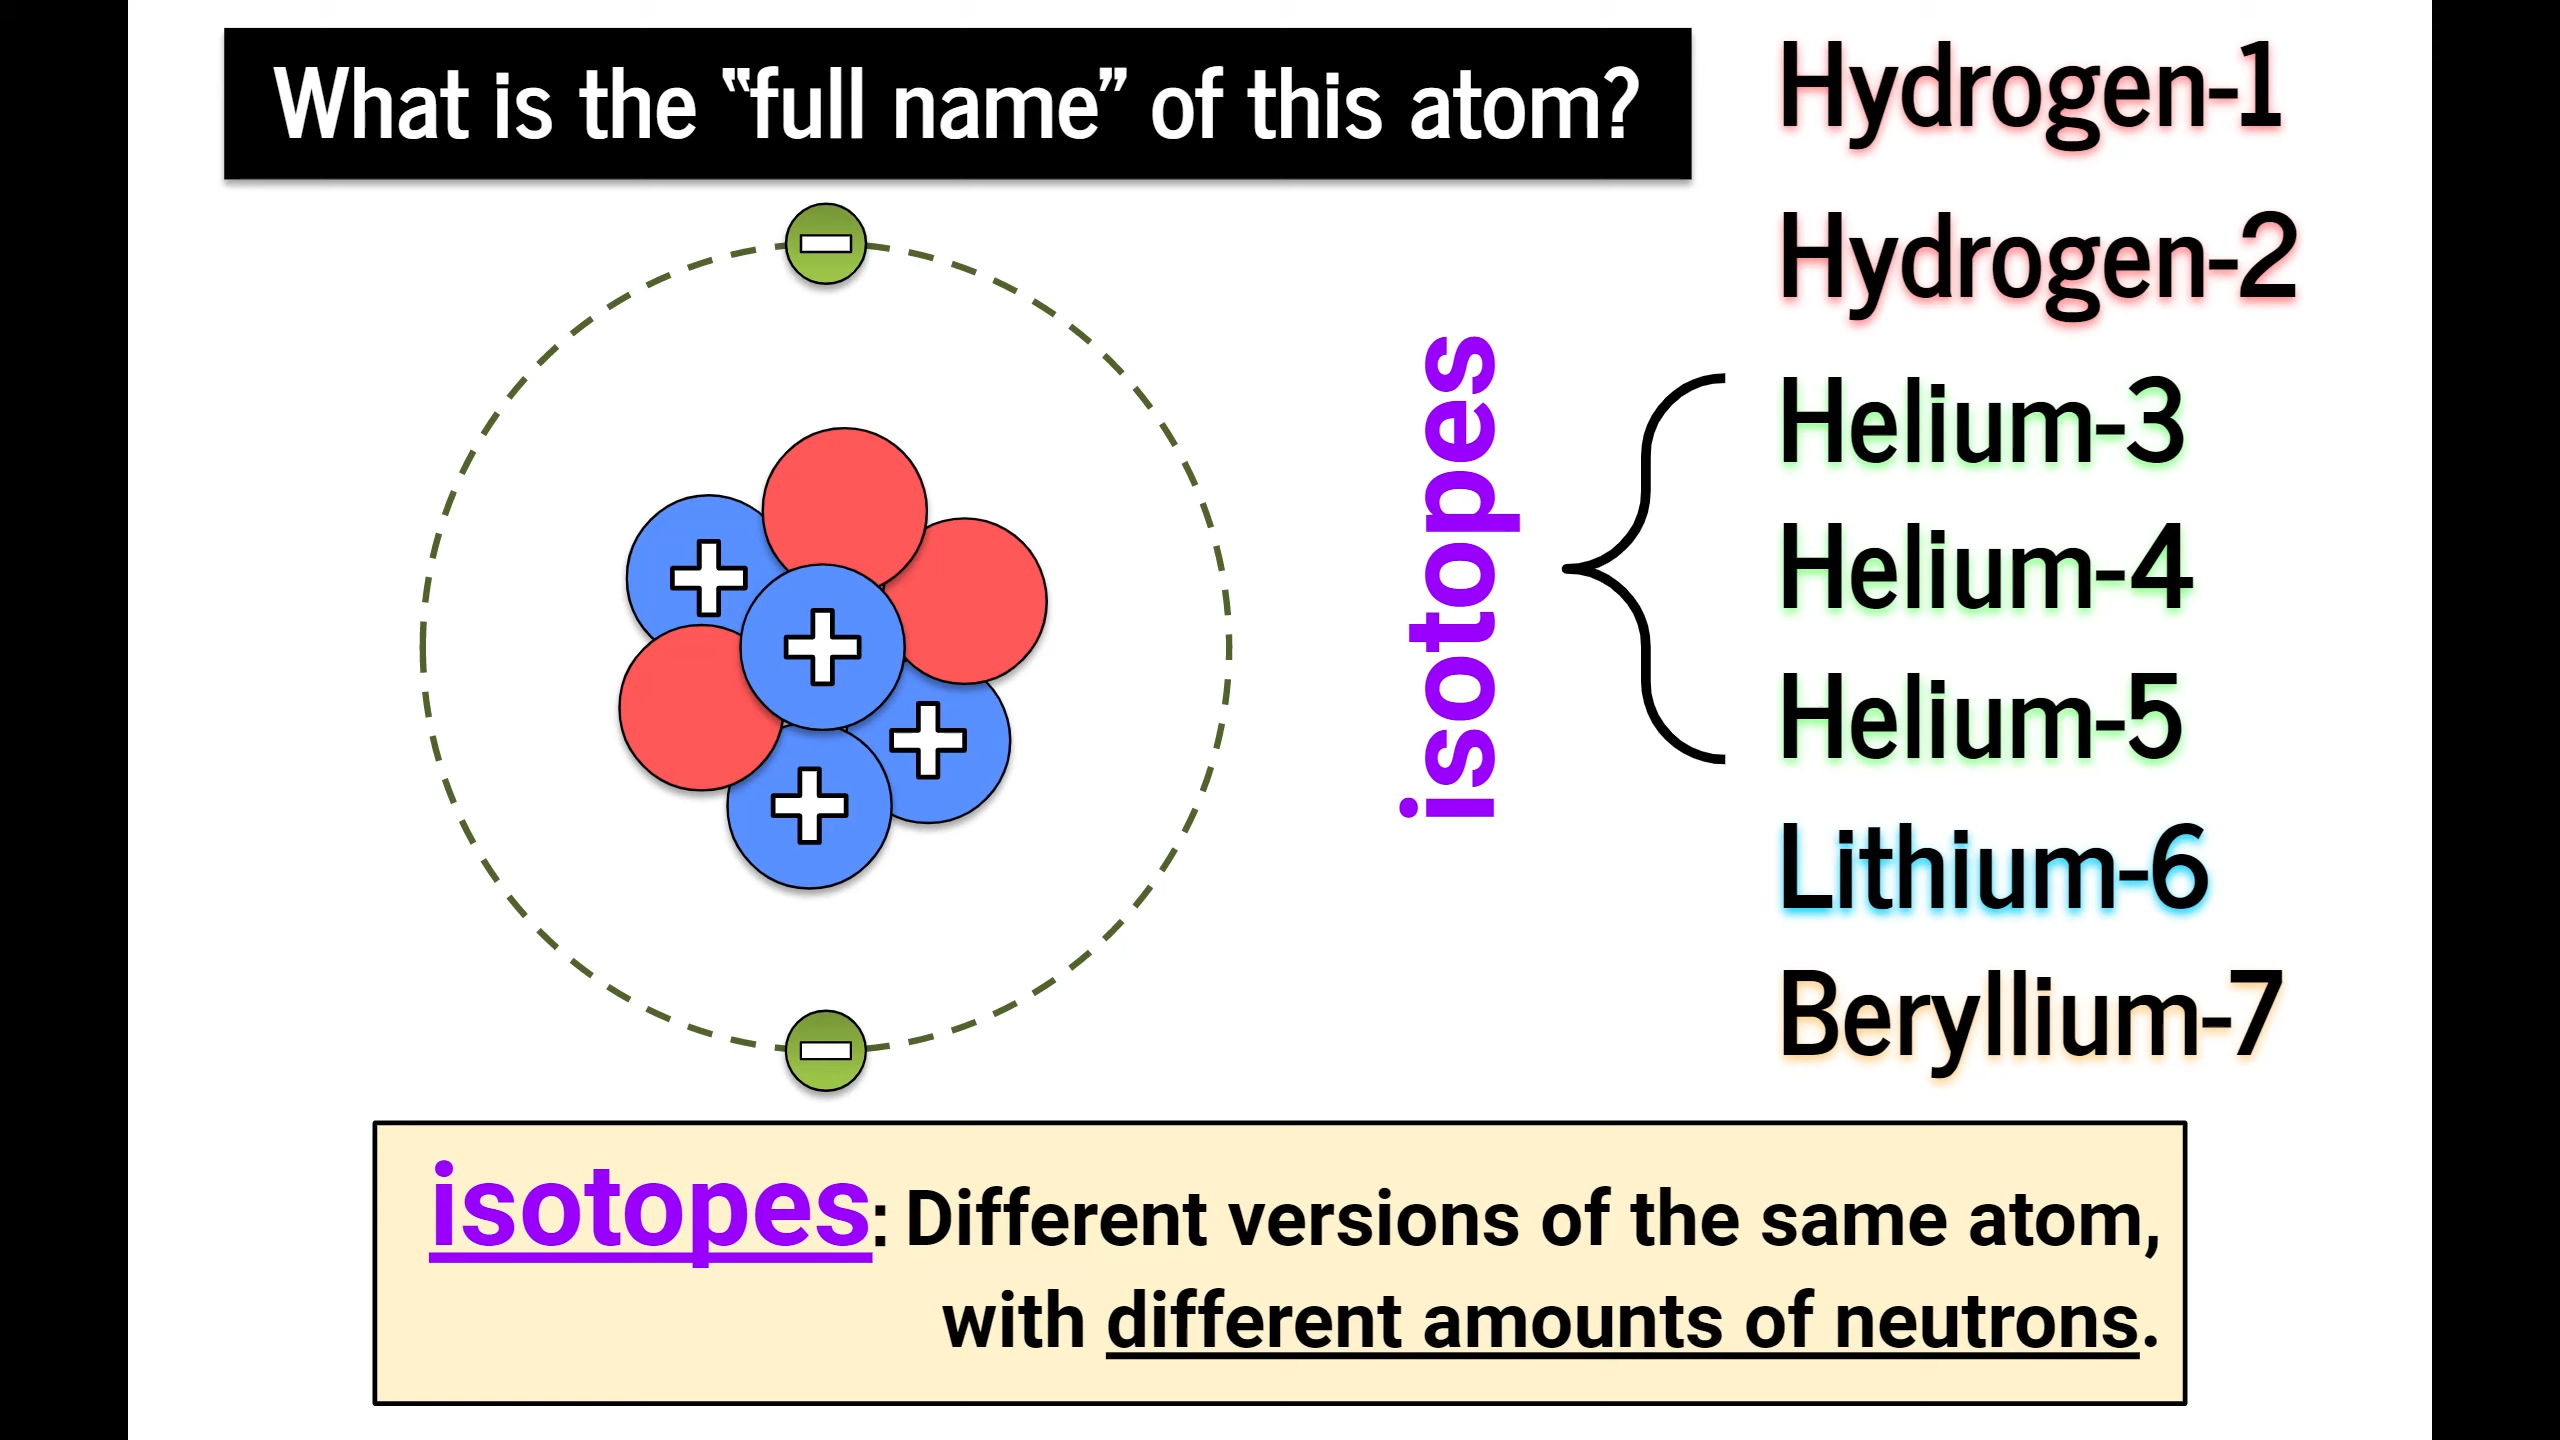 What is the “full name” of this atom?
Hydrogen-1
Hydrogen-2
isotopes
Helium-3
Helium-4
Helium-5
Lithium-6
Beryllium-7
isotopes: Different versions of the same atom,
with different amounts of neutrons.